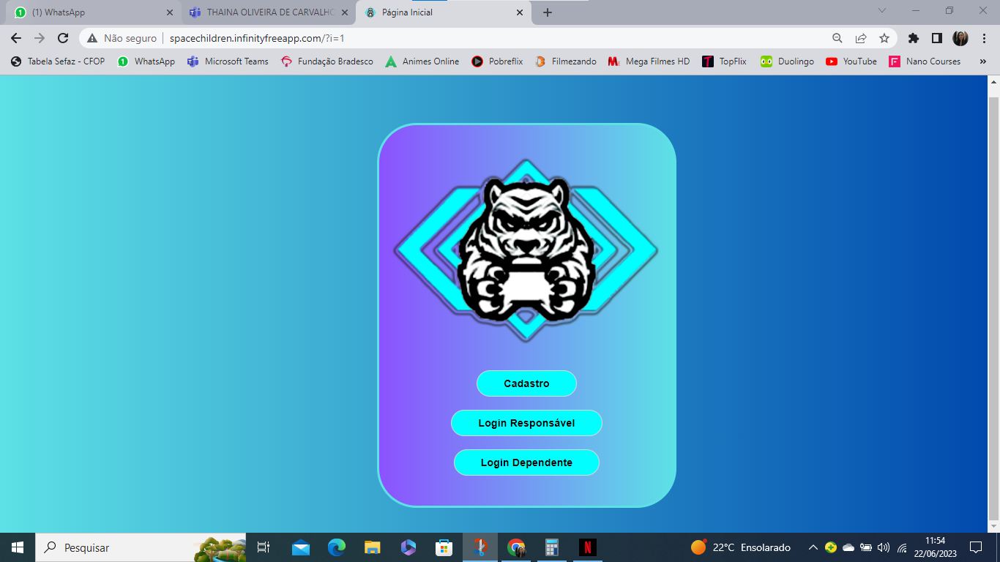 (1) WhatsApp
THAINA OLIVEIRA DE CARVALHO
Página Inicial
Não seguro
spacechildren.infinityfreeapp.com/?i=1
Tabela Sefaz - CFOP
WhatsApp
Microsoft Teams
Fundação Bradesco
Animes Online
Pobreflix
Filmezando
Mega Filmes HD
TopFlix
Duolingo
YouTube
Nano Courses
Cadastro
Login Responsável
Login Dependente
Pesquisar
22°C Ensolarado
11:54
22/06/2023